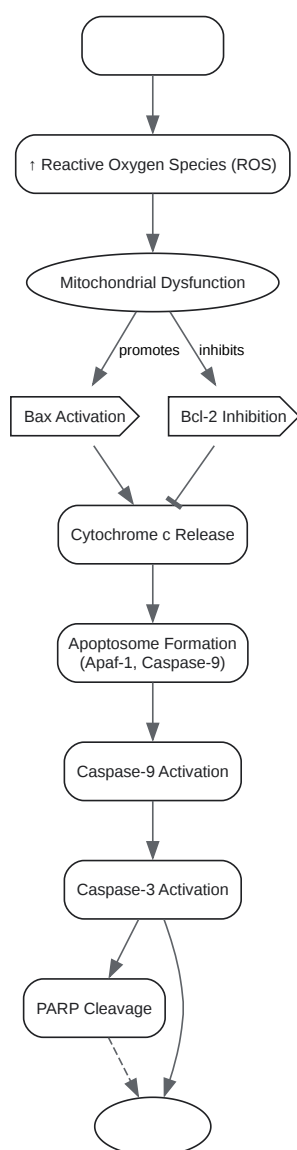 ↑ Reactive Oxygen Species (ROS)
Mitochondrial Dysfunction
promotes
inhibits
Bax Activation
Bcl-2 Inhibition
Cytochrome c Release
Apoptosome Formation
(Apaf-1, Caspase-9)
Caspase-9 Activation
Caspase-3 Activation
PARP Cleavage